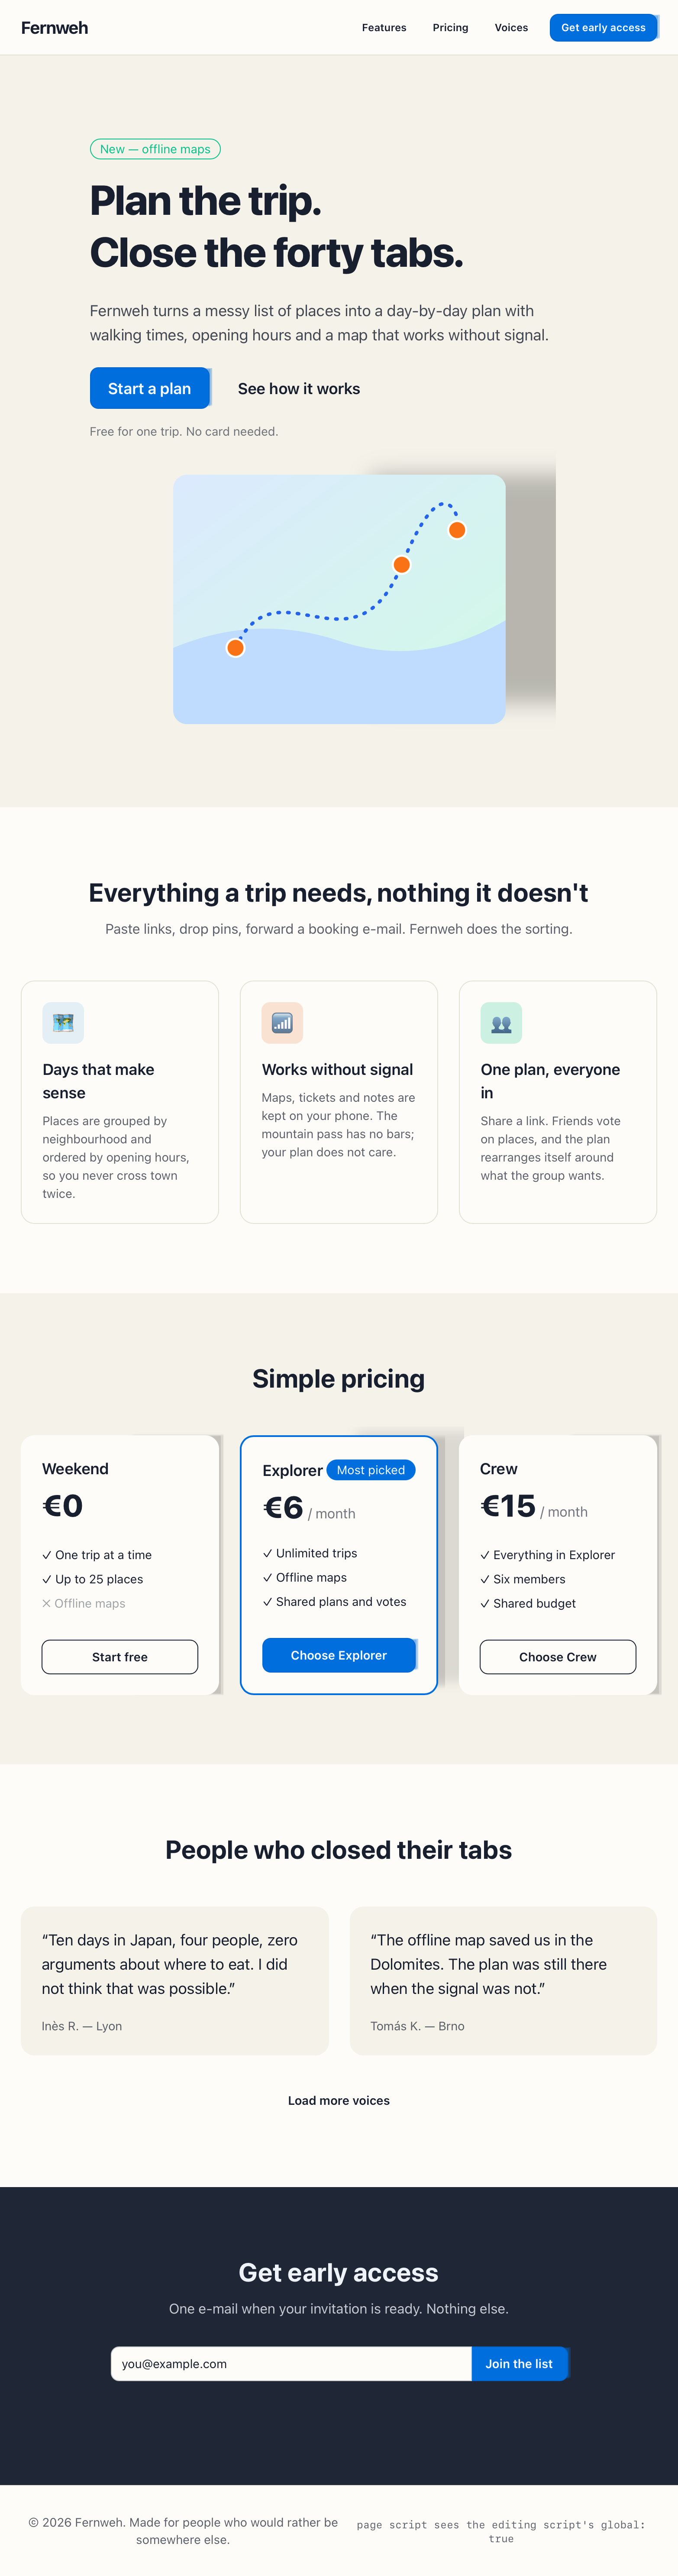 Fernweh
Features Pricing Voices Get early access
New — offline maps
Plan the trip.
Close the forty tabs.
Fernweh turns a messy list of places into a day-by-day plan with
walking times, opening hours and a map that works without signal.
Start a plan See how it works
Free for one trip. No card needed.
Everything a trip needs, nothing it doesn't
Paste links, drop pins, forward a booking e-mail. Fernweh does the sorting.
Days that make
sense
Places are grouped by
neighbourhood and
ordered by opening hours,
so you never cross town
twice.
Works without signal
Maps, tickets and notes are
kept on your phone. The
mountain pass has no bars;
your plan does not care.
One plan, everyone
in
Share a link. Friends vote
on places, and the plan
rearranges itself around
what the group wants.
Simple pricing
Weekend
€0
✓ One trip at a time
✓ Up to 25 places
✕ Offline maps
Start free
Explorer Most picked
€6 / month
✓ Unlimited trips
✓ Offline maps
✓ Shared plans and votes
Choose Explorer
Crew
€15 / month
✓ Everything in Explorer
✓ Six members
✓ Shared budget
Choose Crew
People who closed their tabs
“Ten days in Japan, four people, zero
arguments about where to eat. I did
not think that was possible.”
Inès R. — Lyon
“The offline map saved us in the
Dolomites. The plan was still there
when the signal was not.”
Tomás K. — Brno
Load more voices
Get early access
One e-mail when your invitation is ready. Nothing else.
you@example.com Join the list
© 2026 Fernweh. Made for people who would rather be
somewhere else.
page script sees the editing script's global:
true